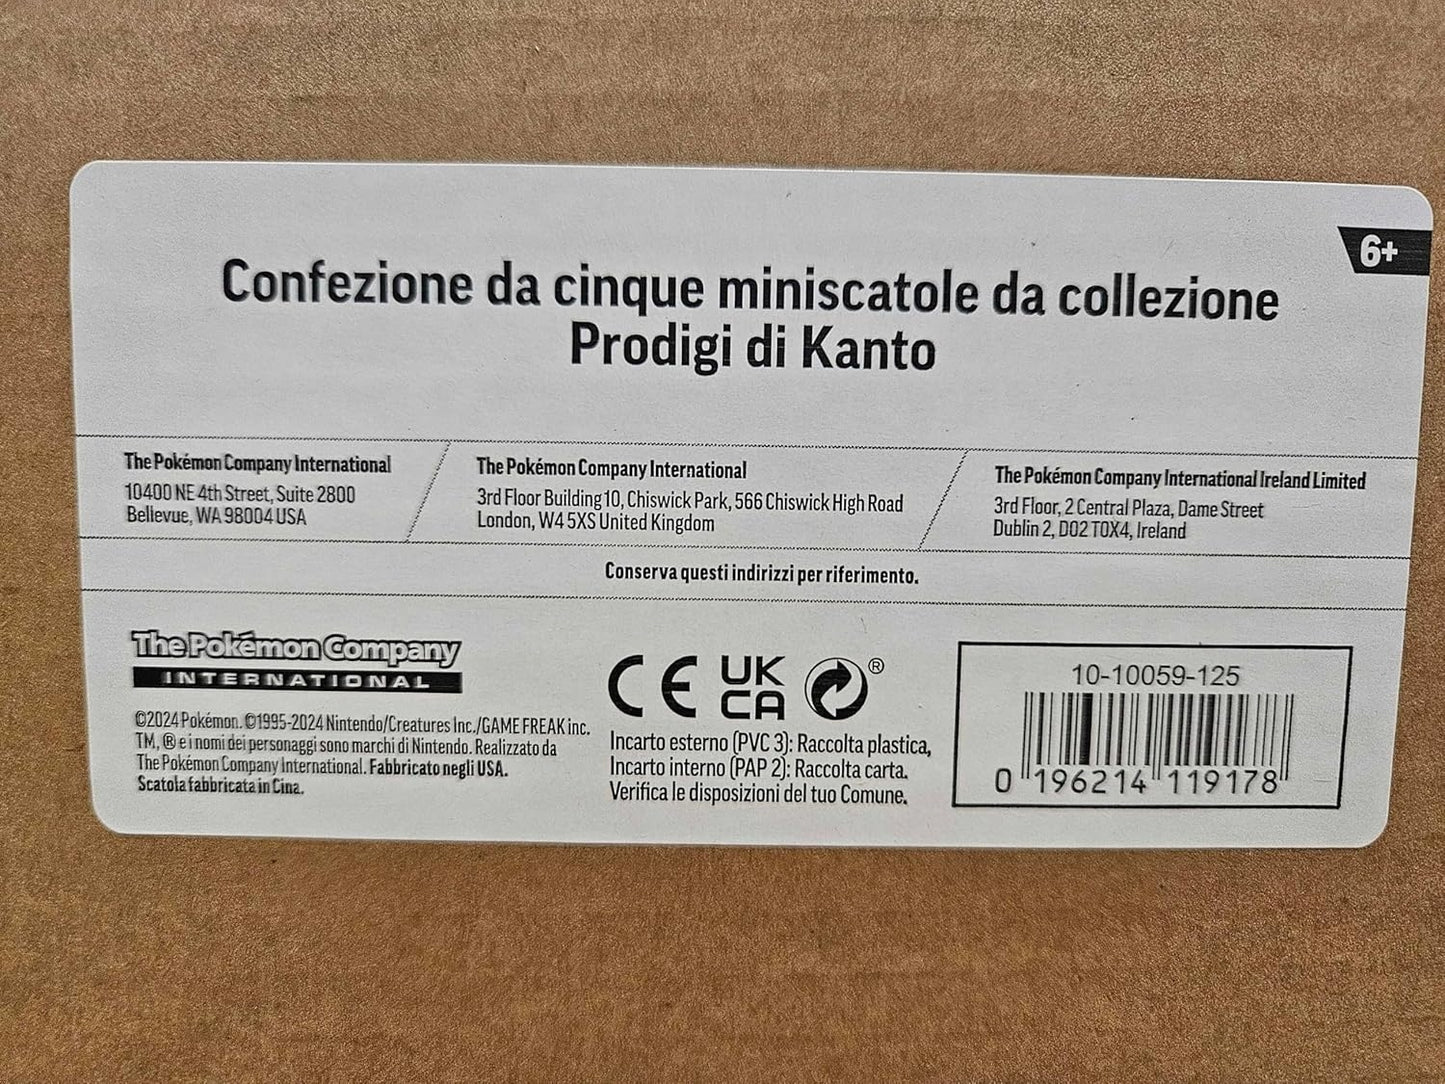 6+
Confezione da cinque miniscatole da collezione
Prodigi di Kanto
The Pokémon Company International
10400 NE 4th Street, Suite 2800
Bellevue, WA 98004 USA
The Pokémon Company International
3rd Floor Building 10, Chiswick Park, 566 Chiswick High Road
London, W4 5XS United Kingdom
The Pokémon Company International Ireland Limited
3rd Floor, 2 Central Plaza, Dame Street
Dublin 2, D02 T0X4, Ireland
Conserva questi indirizzi per riferimento.
The Pokémon Company
INTERNATIONAL
©2024 Pokémon. ©1995-2024 Nintendo/Creatures Inc./GAME FREAK inc.
TM, ® e i nomi dei personaggi sono marchi di Nintendo. Realizzato da
The Pokémon Company International. Fabbricato negli USA.
Scatola fabbricata in Cina.
CE
UK
CA
®
Incarto esterno (PVC 3): Raccolta plastica,
Incarto interno (PAP 2): Raccolta carta.
Verifica le disposizioni del tuo Comune.
10-10059-125
0 196214 119178